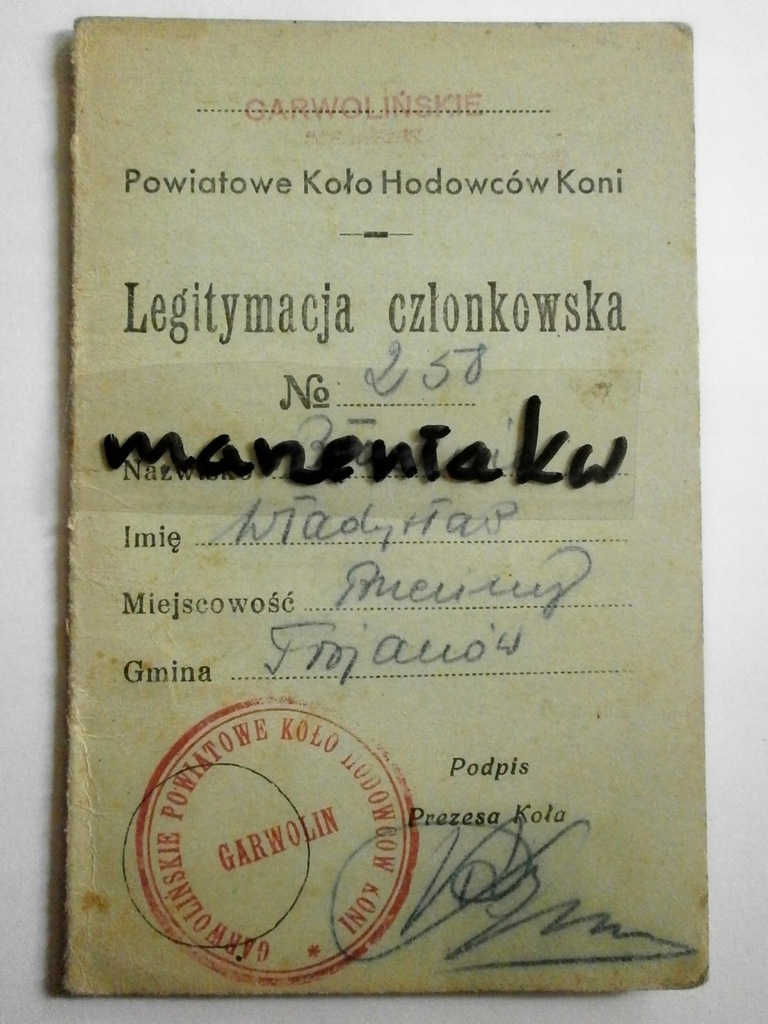 GARWOLIŃSKIE
Powiatowe Koło Hodowców Koni
Legitymacja członkowska
No 258
marzeniakw
Nazwisko
Imię Władysław
Miejscowość
Gmina Trojanów
GARWOLIŃSKIE POWIATOWE KOŁO HODOWCÓW KONI *
GARWOLIN
Podpis
Prezesa Koła